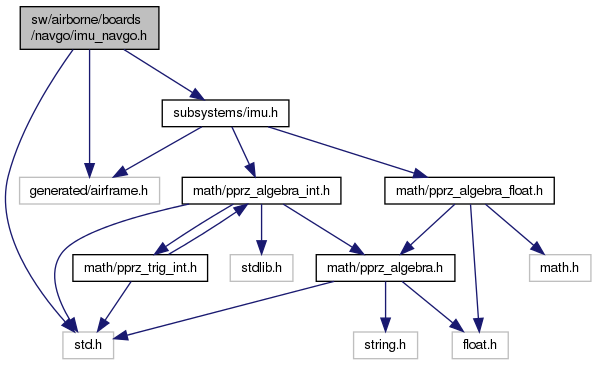 sw/airborne/boards
/navgo/imu_navgo.h
subsystems/imu.h
generated/airframe.h
math/pprz_algebra_int.h
math/pprz_algebra_float.h
math/pprz_trig_int.h
stdlib.h
math/pprz_algebra.h
math.h
std.h
string.h
float.h